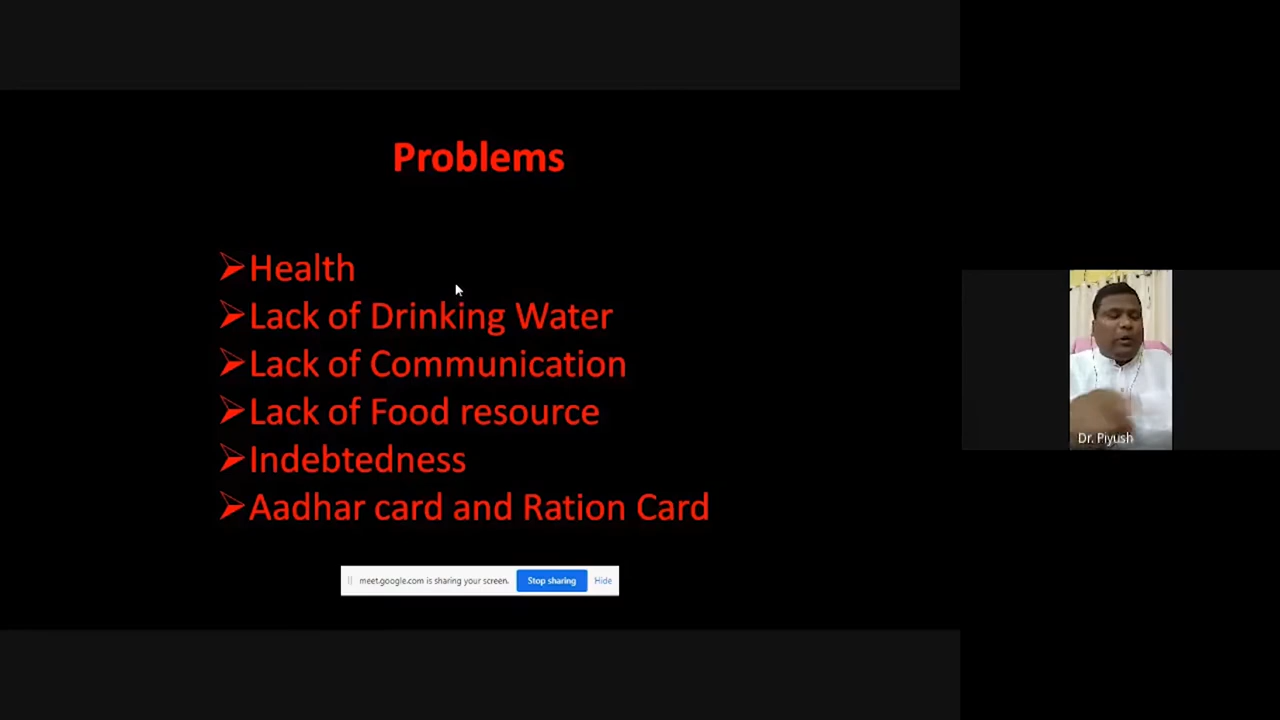 Problems
Health
Lack of Drinking Water
Lack of Communication
Lack of Food resource
Indebtedness
Aadhar card and Ration Card
meet.google.com is sharing your screen. Stop sharing Hide
Dr. Piyush